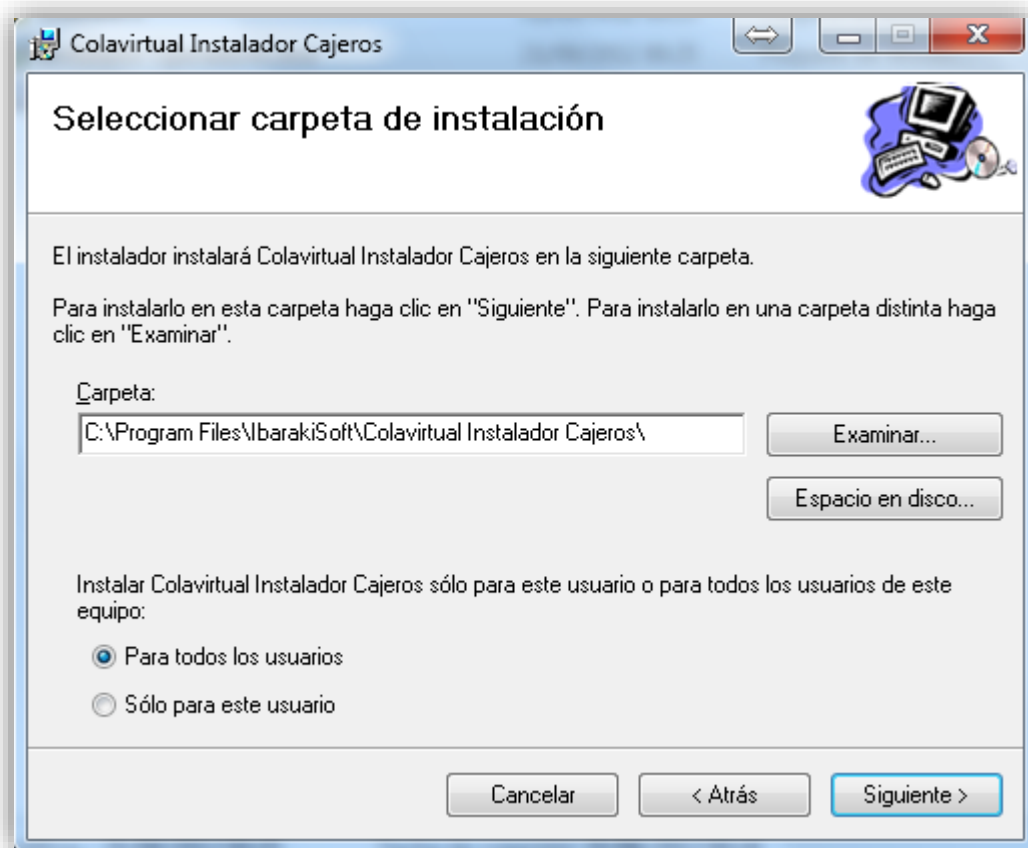 Colavirtual Instalador Cajeros
Seleccionar carpeta de instalación
El instalador instalará Colavirtual Instalador Cajeros en la siguiente carpeta.
Para instalarlo en esta carpeta haga clic en "Siguiente". Para instalarlo en una carpeta distinta haga
clic en "Examinar".
Carpeta:
C:\Program Files\IbarakiSoft\Colavirtual Instalador Cajeros\
Examinar...
Espacio en disco...
Instalar Colavirtual Instalador Cajeros sólo para este usuario o para todos los usuarios de este
equipo:
Para todos los usuarios
Sólo para este usuario
Cancelar
< Atrás
Siguiente >